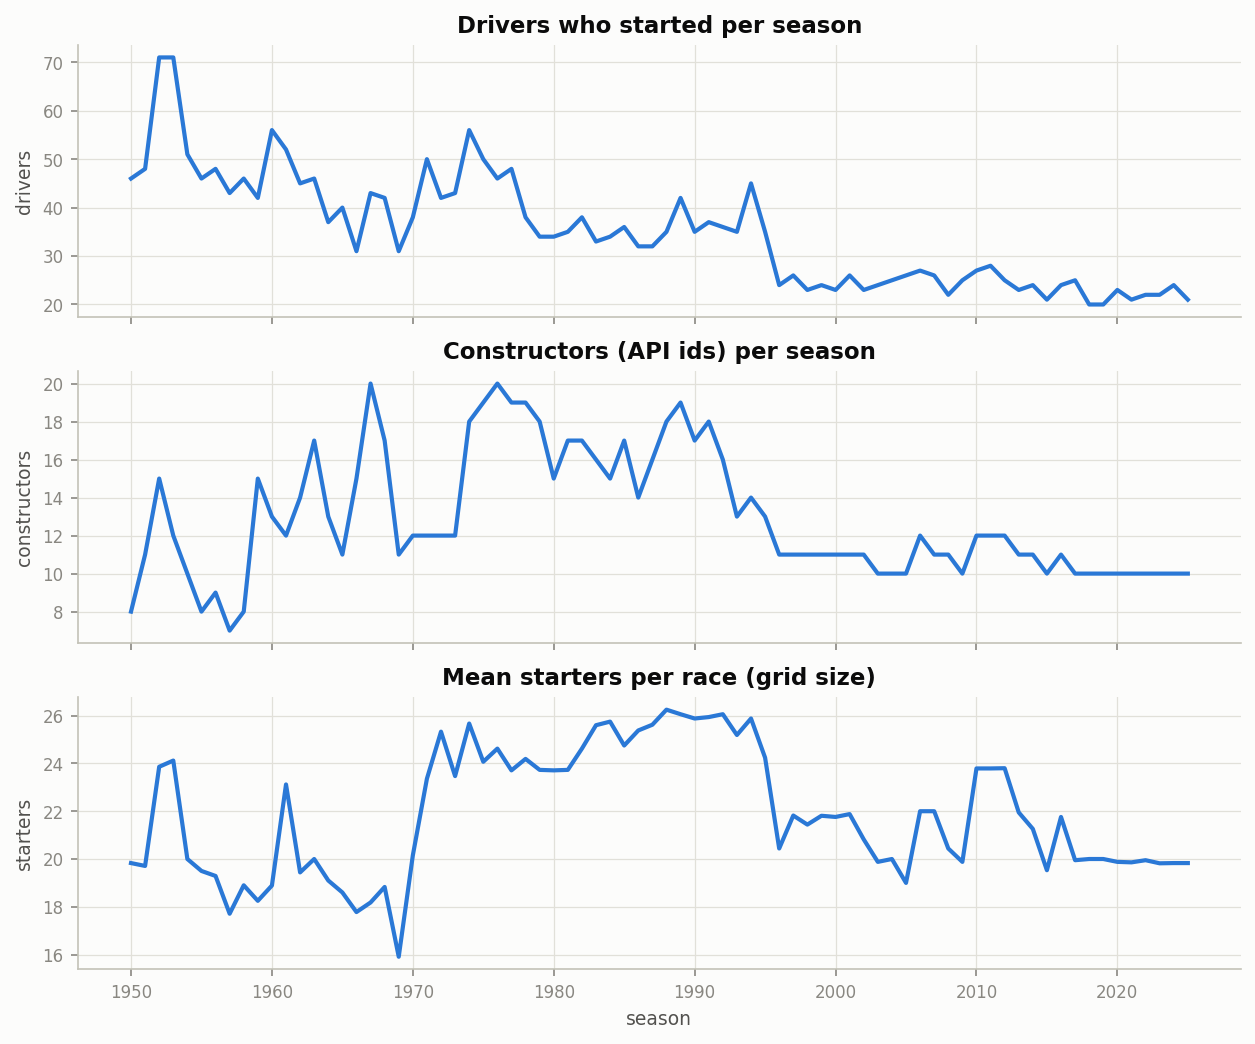 Drivers who started per season
70
60
50
40
30
20
drivers
Constructors (API ids) per season
20
18
16
14
12
10
8
constructors
Mean starters per race (grid size)
26
24
22
20
18
16
starters
1950 1960 1970 1980 1990 2000 2010 2020
season